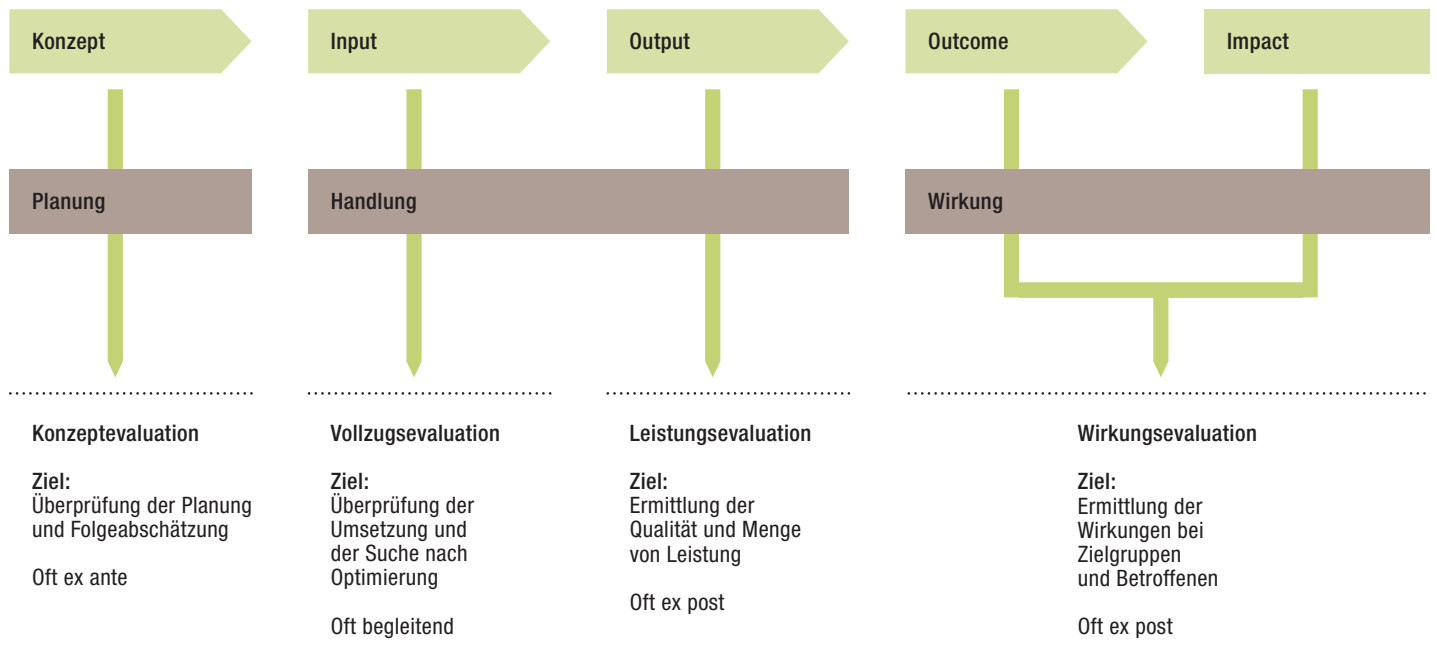 Konzept
Input
Output
Outcome
Impact
Planung
Handlung
Wirkung
Konzeptevaluation
Ziel:
Überprüfung der Planung
und Folgeabschätzung
Oft ex ante
Vollzugsevaluation
Ziel:
Überprüfung der
Umsetzung und
der Suche nach
Optimierung
Oft begleitend
Leistungsevaluation
Ziel:
Ermittlung der
Qualität und Menge
von Leistung
Oft ex post
Wirkungsevaluation
Ziel:
Ermittlung der
Wirkungen bei
Zielgruppen
und Betroffenen
Oft ex post